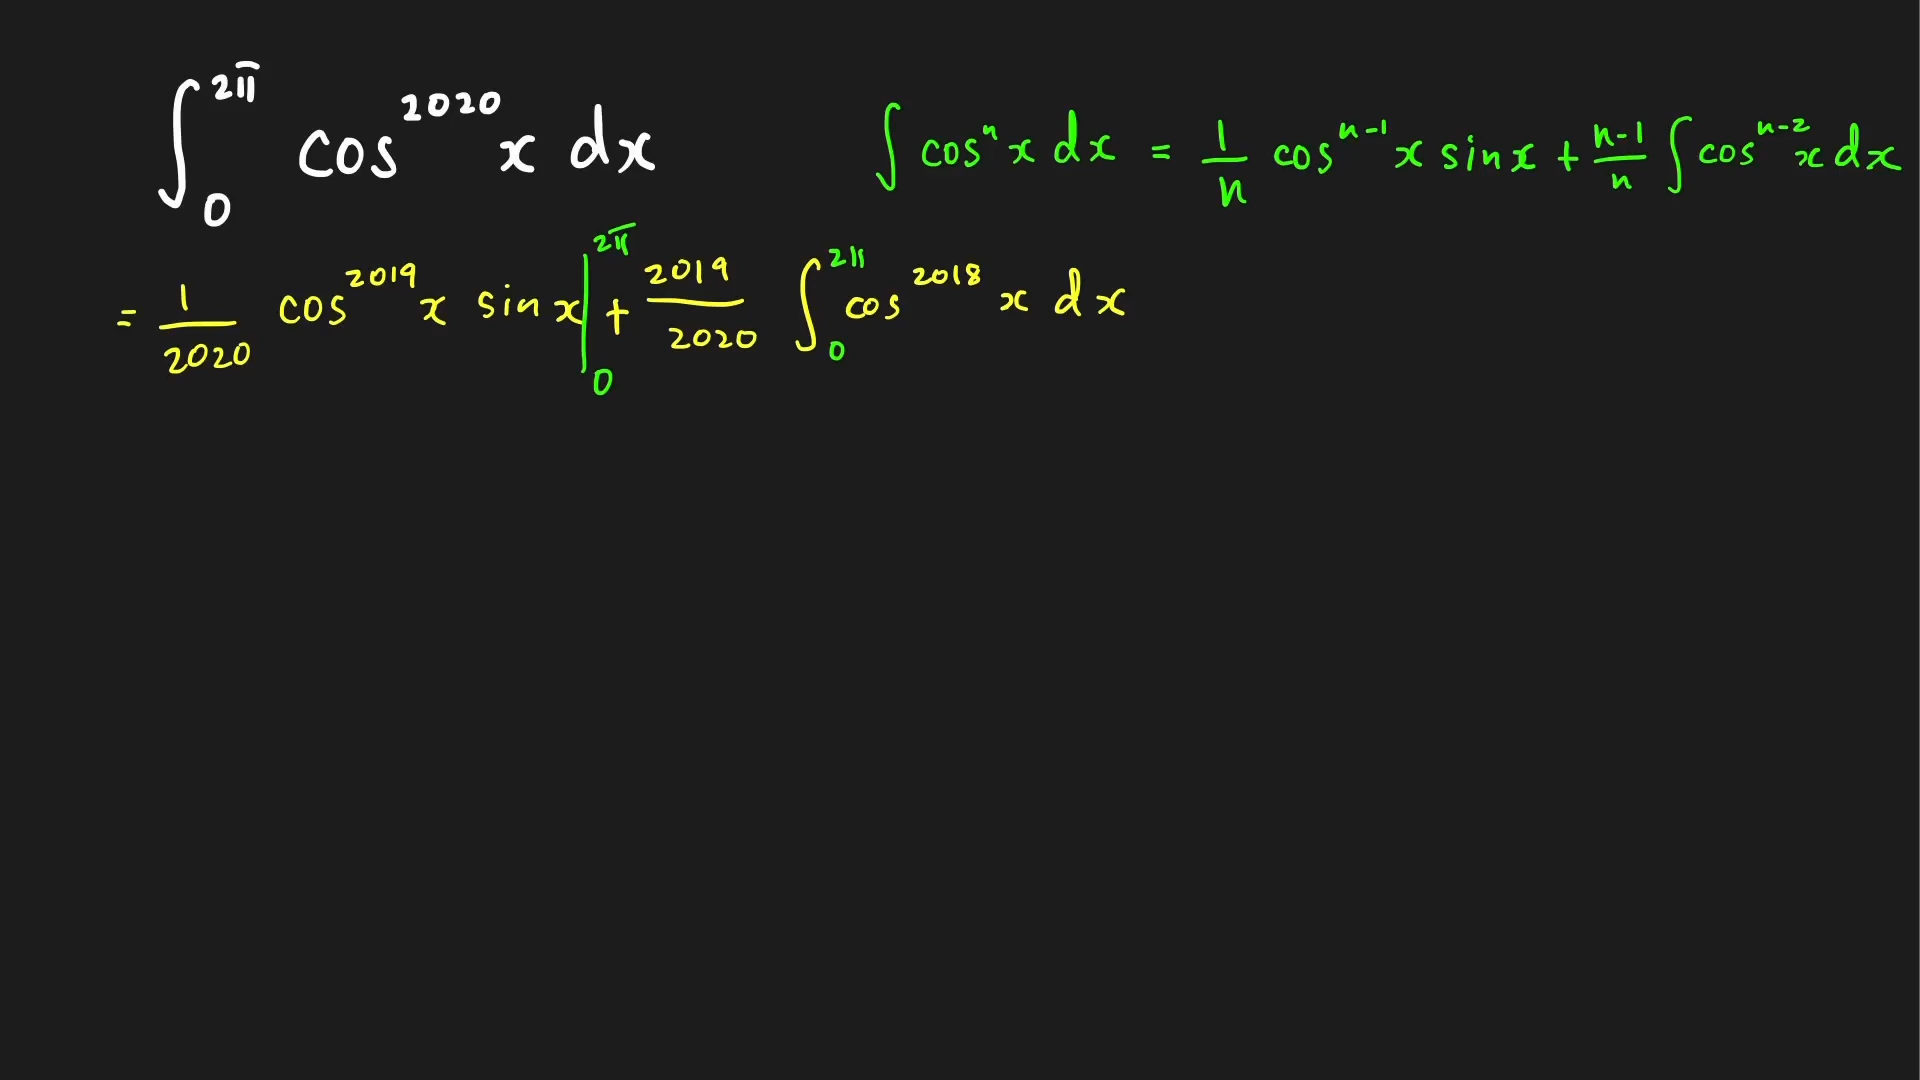 ∫₀^{2π} cos^{2020} x dx
∫ cosⁿ x dx = 1/n cos^{n-1} x sin x + n-1/n ∫ cos^{n-2} x dx
= 1/2020 cos^{2019} x sin x |₀^{2π} + 2019/2020 ∫₀^{2π} cos^{2018} x dx